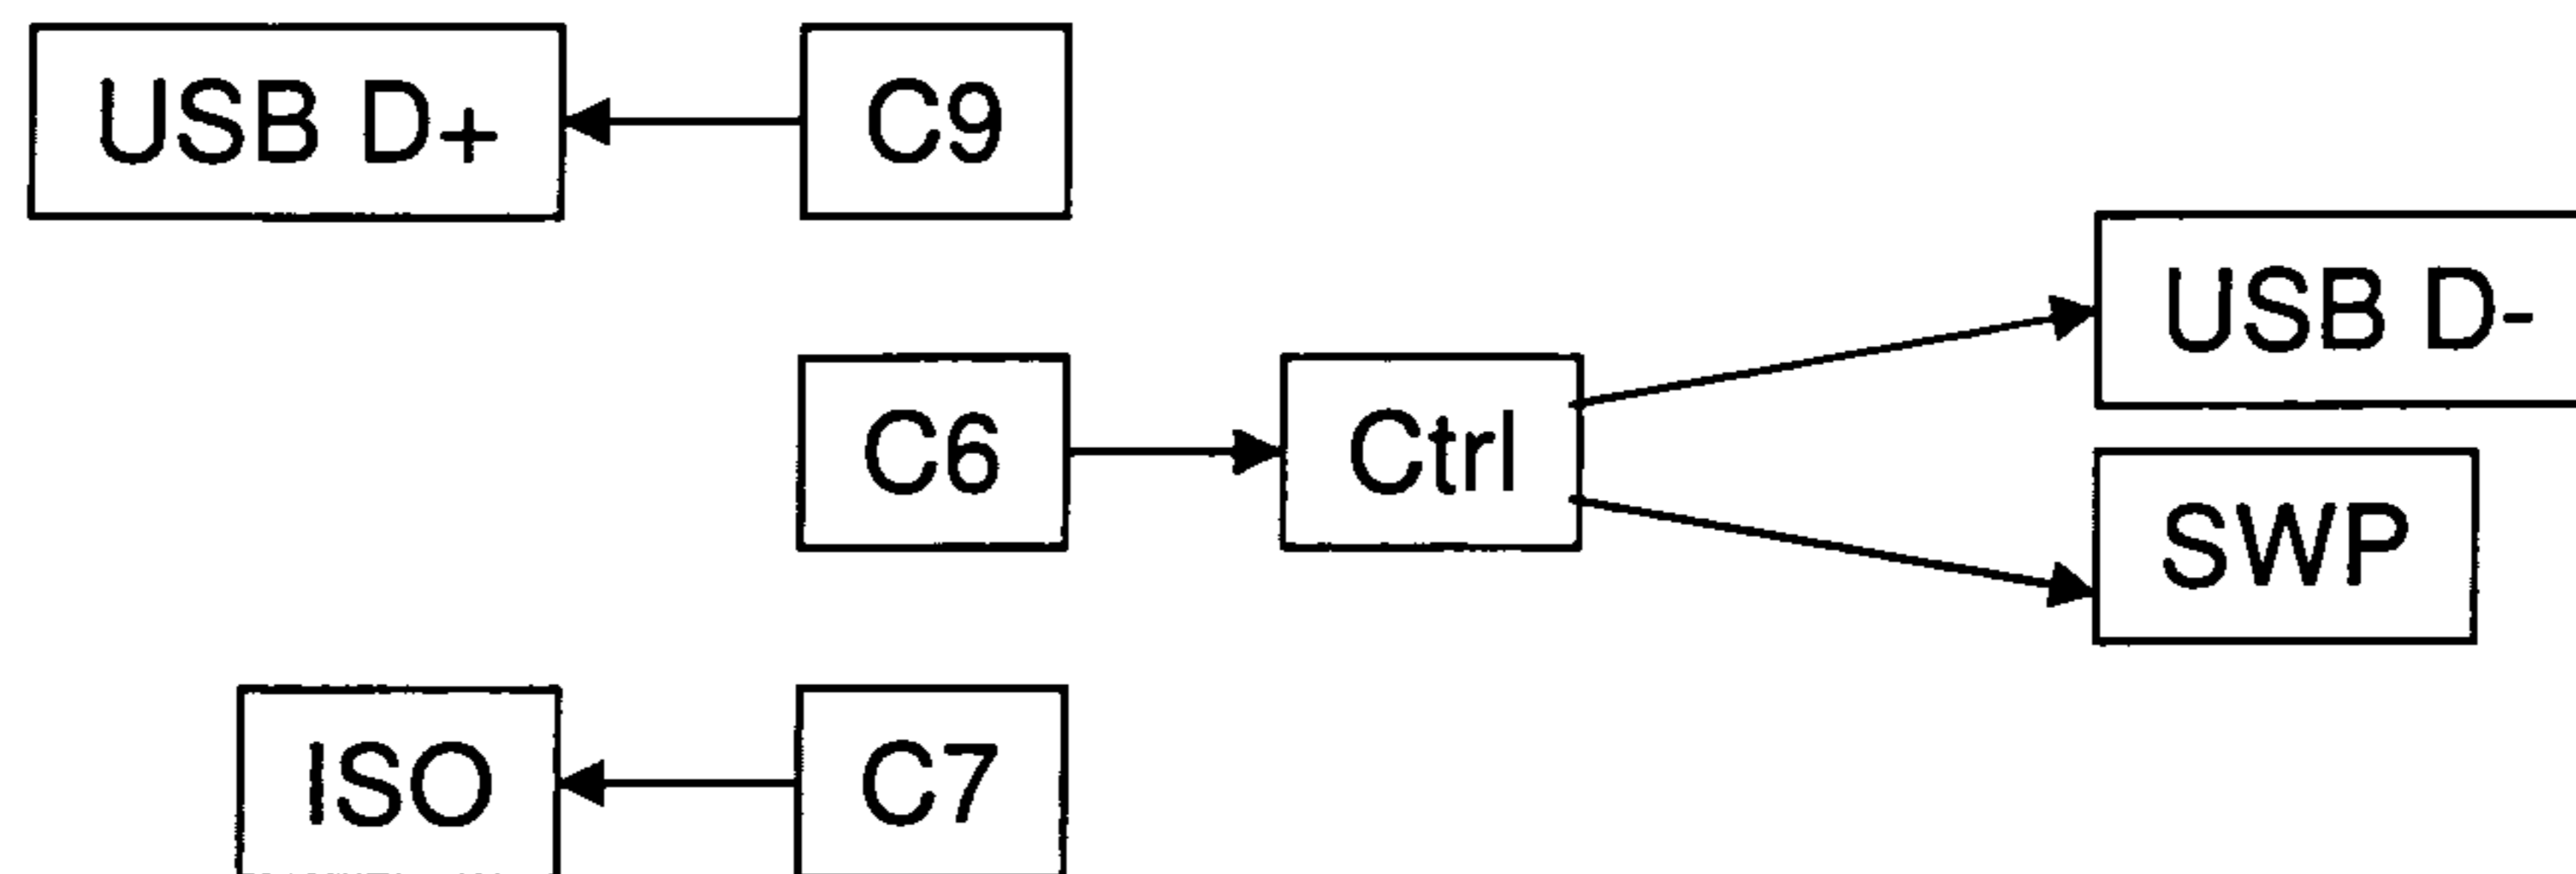 USB D+
C9
USB D-
C6
Ctrl
SWP
ISO
C7